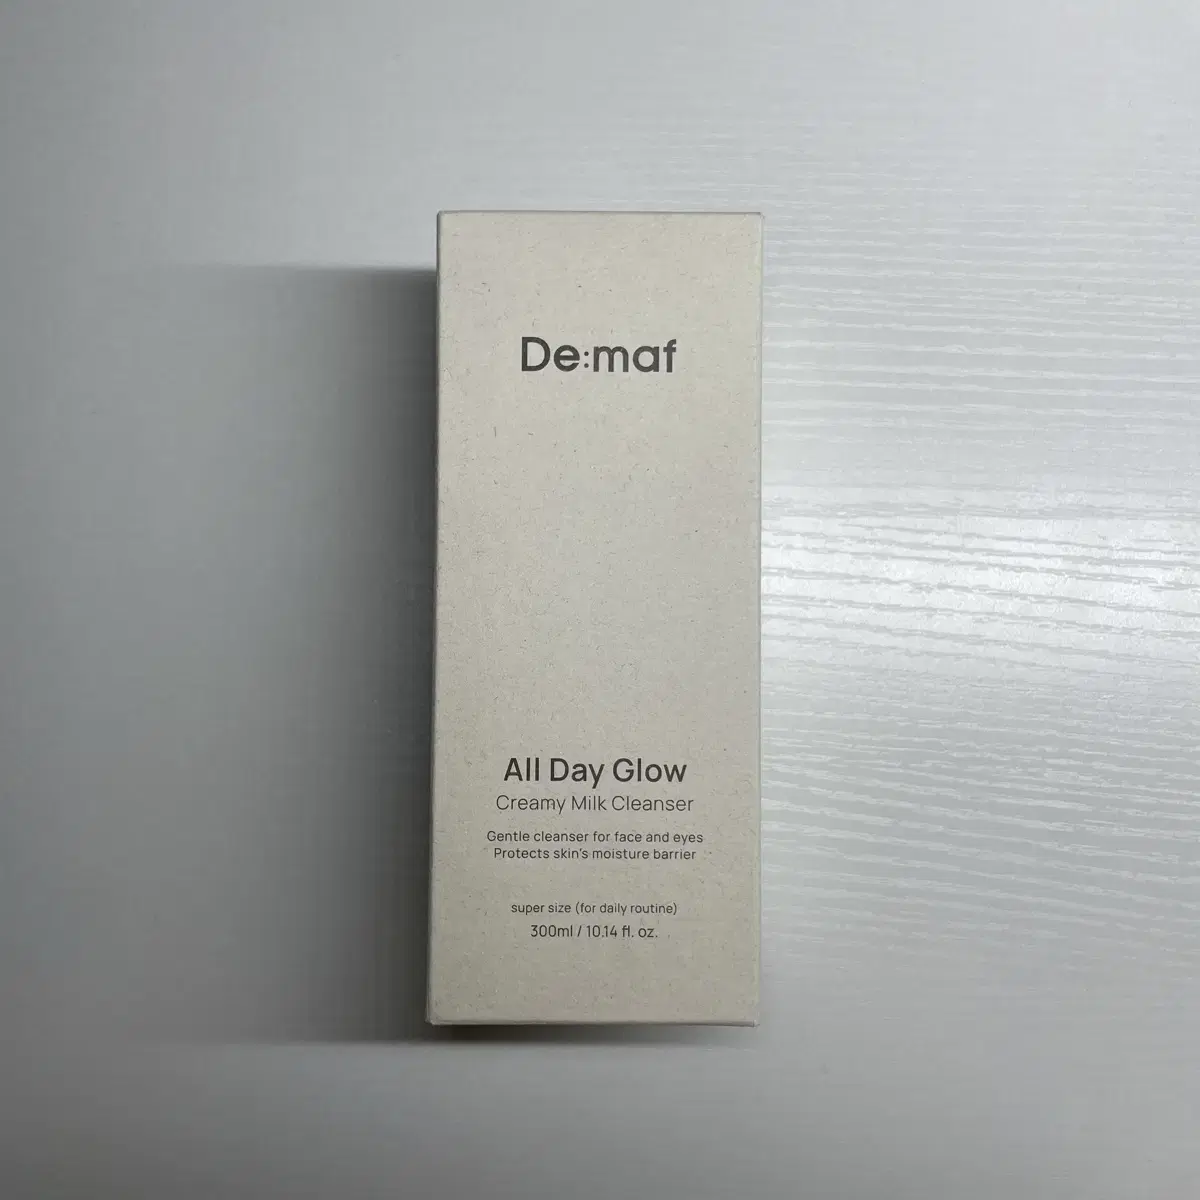 De:maf
All Day Glow
Creamy Milk Cleanser
Gentle cleanser for face and eyes
Protects skin's moisture barrier
super size (for daily routine)
300ml / 10.14 fl. oz.